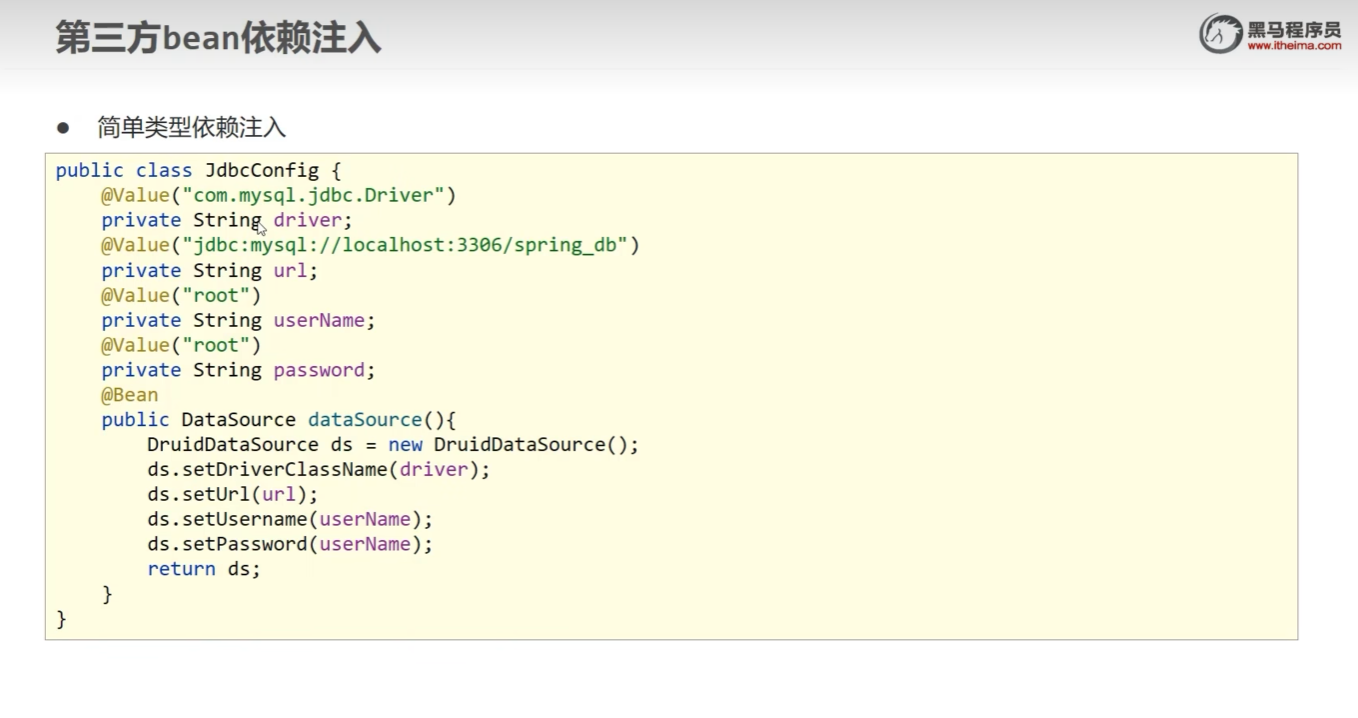 第三方bean依赖注入
黑马程序员
www.itheima.com
● 简单类型依赖注入
public class JdbcConfig {
    @Value("com.mysql.jdbc.Driver")
    private String driver;
    @Value("jdbc:mysql://localhost:3306/spring_db")
    private String url;
    @Value("root")
    private String userName;
    @Value("root")
    private String password;
    @Bean
    public DataSource dataSource(){
        DruidDataSource ds = new DruidDataSource();
        ds.setDriverClassName(driver);
        ds.setUrl(url);
        ds.setUsername(userName);
        ds.setPassword(userName);
        return ds;
    }
}